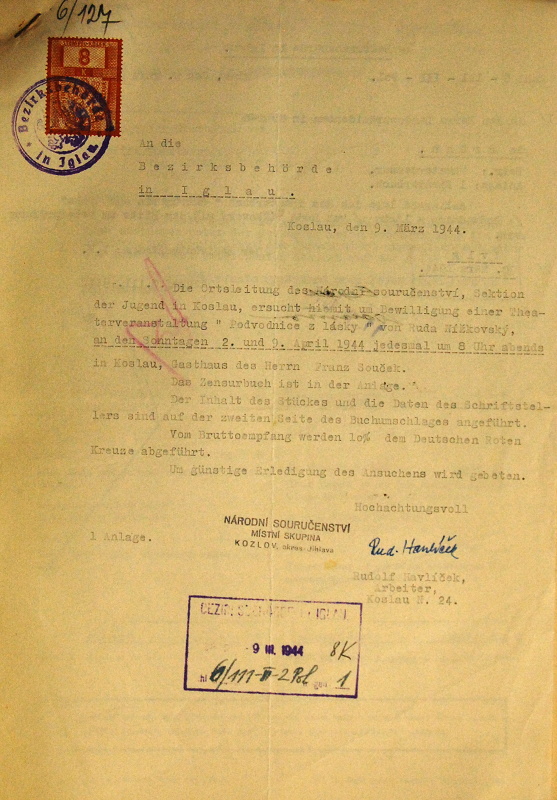 6/127
8
Bezirksbehörde
in Iglau
An die
Bezirksbehörde
in Iglau.
Koslau, den 9. März 1944.
Die Ortsleitung des Národní souručenství, Sektion
der Jugend in Koslau, ersucht hiemit um Bewilligung einer Thea-
terveranstaltung " Podvodnice z lásky " von Ruda Nížkovský,
an den Sonntagen 2. und 9. April 1944 jedesmal um 8 Uhr abends
in Koslau, Gasthaus des Herrn Franz Souček.
Das Zensurbuch ist in der Anlage.
Der Inhalt des Stückes und die Daten des Schriftstel-
lers sind auf der zweiten Seite des Buchumschlages angeführt.
Vom Bruttoempfang werden 10% dem Deutschen Roten
Kreuze abgeführt.
Um günstige Erledigung des Ansuchens wird gebeten.
Hochachtungsvoll
NÁRODNÍ SOURUČENSTVÍ
MÍSTNÍ SKUPINA
KOZLOV, okres Jihlava
1 Anlage.
Rud. Havlíček
Rudolf Havlíček,
Arbeiter,
Koslau N. 24.
BEZIRKSBEHÖRDE IN IGLAU
9 III. 1944
8K
6/111-II-2Pol
1